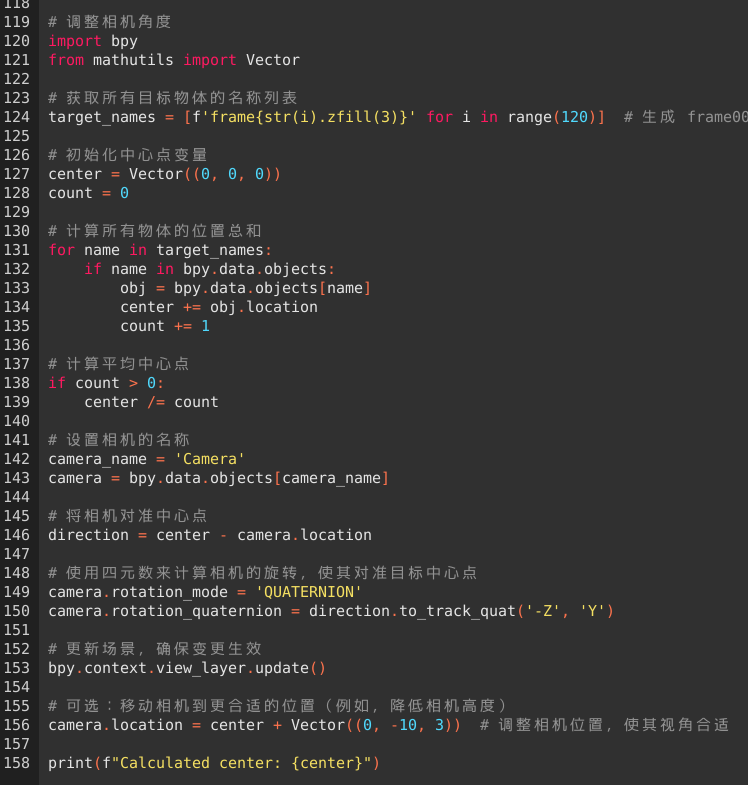 118
119 # 调整相机角度
120 import bpy
121 from mathutils import Vector
122
123 # 获取所有目标物体的名称列表
124 target_names = [f'frame{str(i).zfill(3)}' for i in range(120)]  # 生成 frame00
125
126 # 初始化中心点变量
127 center = Vector((0, 0, 0))
128 count = 0
129
130 # 计算所有物体的位置总和
131 for name in target_names:
132     if name in bpy.data.objects:
133         obj = bpy.data.objects[name]
134         center += obj.location
135         count += 1
136
137 # 计算平均中心点
138 if count > 0:
139     center /= count
140
141 # 设置相机的名称
142 camera_name = 'Camera'
143 camera = bpy.data.objects[camera_name]
144
145 # 将相机对准中心点
146 direction = center - camera.location
147
148 # 使用四元数来计算相机的旋转，使其对准目标中心点
149 camera.rotation_mode = 'QUATERNION'
150 camera.rotation_quaternion = direction.to_track_quat('-Z', 'Y')
151
152 # 更新场景，确保变更生效
153 bpy.context.view_layer.update()
154
155 # 可选：移动相机到更合适的位置（例如，降低相机高度）
156 camera.location = center + Vector((0, -10, 3))  # 调整相机位置，使其视角合适
157
158 print(f"Calculated center: {center}")